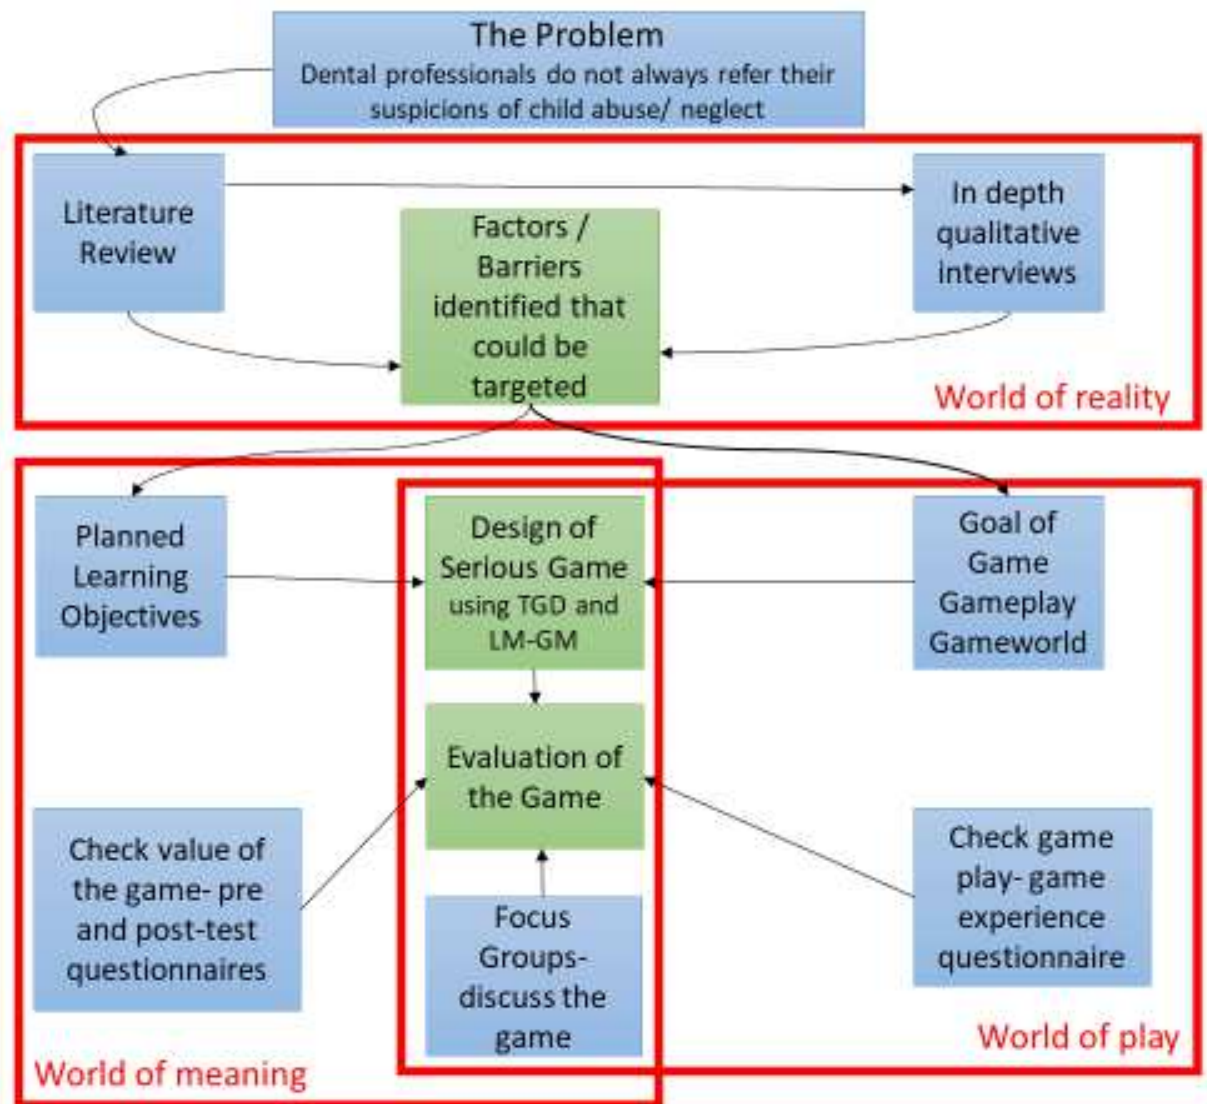 The Problem
Dental professionals do not always refer their
suspicions of child abuse/ neglect
Literature
Review
Factors /
Barriers
identified that
could be
targeted
In depth
qualitative
interviews
World of reality
Planned
Learning
Objectives
Design of
Serious Game
using TGD and
LM-GM
Goal of
Game
Gameplay
Gameworld
Evaluation of
the Game
Check value of
the game- pre
and post-test
questionnaires
Focus
Groups-
discuss the
game
Check game
play- game
experience
questionnaire
World of play
World of meaning